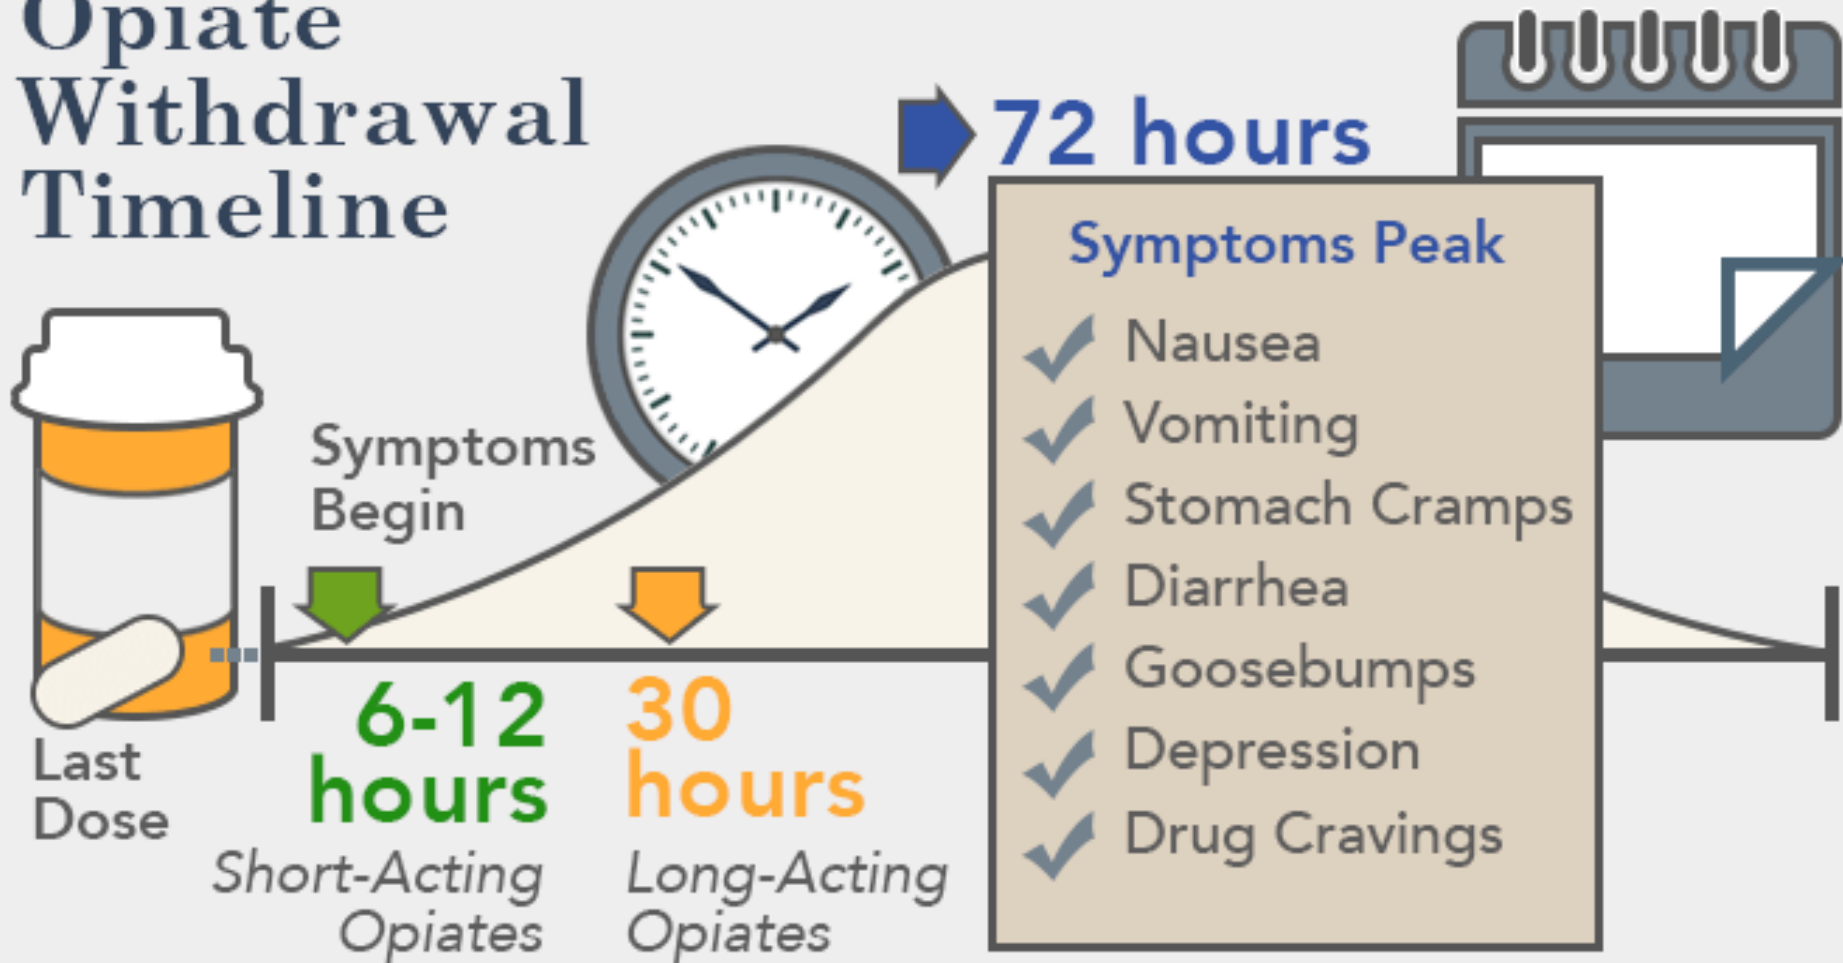 Opiate
Withdrawal
Timeline
72 hours
Symptoms Peak
Nausea
Vomiting
Stomach Cramps
Diarrhea
Goosebumps
Depression
Drug Cravings
Symptoms
Begin
Last
Dose
6-12
hours
Short-Acting
Opiates
30
hours
Long-Acting
Opiates